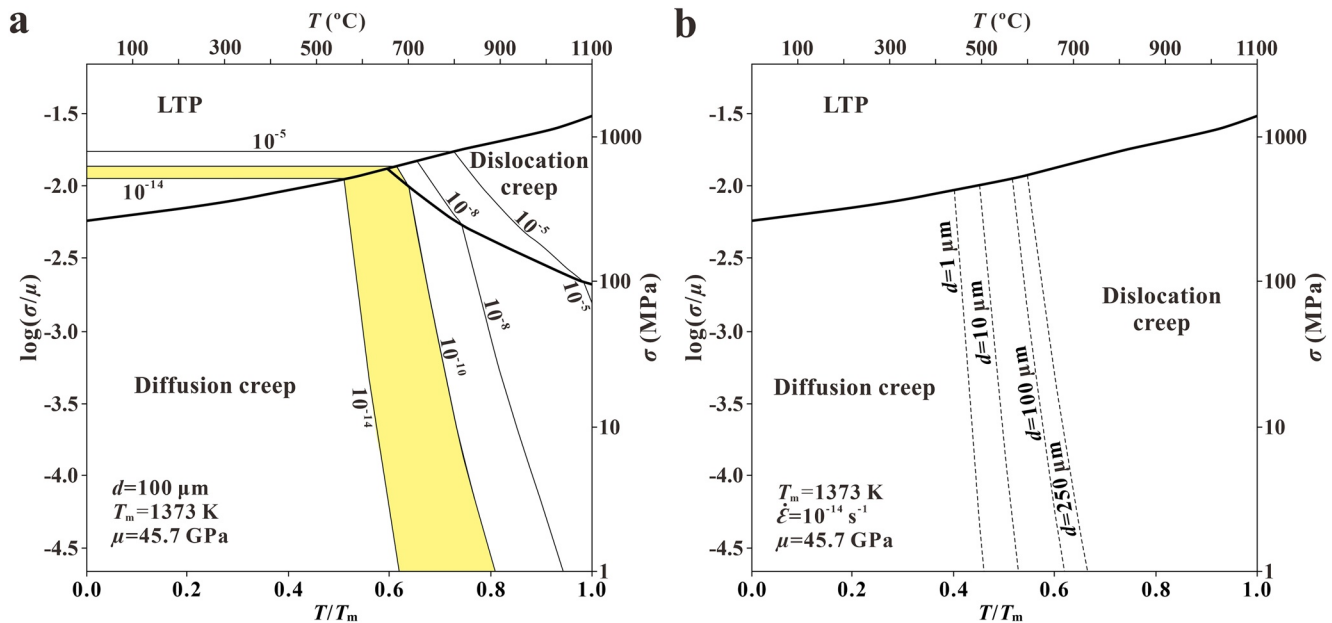 a
T (ºC)
100 300 500 700 900 1100
LTP
-1.5
-2.0
-2.5
-3.0
-3.5
-4.0
-4.5
log(σ/μ)
10⁻⁵
10⁻¹⁴
Dislocation
creep
10⁻⁸
10⁻⁵
10⁻⁵
10⁻⁸
10⁻¹⁰
10⁻¹⁴
Diffusion creep
d=100 μm
Tₘ=1373 K
μ=45.7 GPa
1000
100
10
1
σ (MPa)
0.0 0.2 0.4 0.6 0.8 1.0
T/Tₘ
b
T (ºC)
100 300 500 700 900 1100
LTP
-1.5
-2.0
-2.5
-3.0
-3.5
-4.0
-4.5
log(σ/μ)
d=1 μm
d=10 μm
d=100 μm
d=250 μm
Dislocation
creep
Diffusion creep
Tₘ=1373 K
ε̇=10⁻¹⁴ s⁻¹
μ=45.7 GPa
1000
100
10
1
σ (MPa)
0.0 0.2 0.4 0.6 0.8 1.0
T/Tₘ